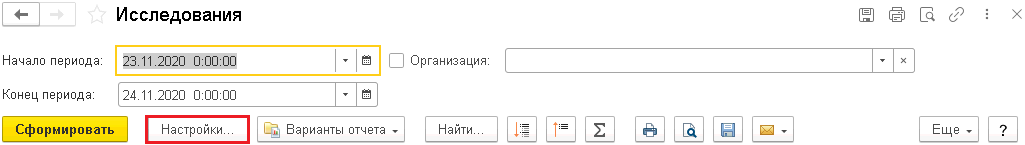 Исследования
Начало периода: 23.11.2020 0:00:00 Организация:
Конец периода: 24.11.2020 0:00:00
Сформировать Настройки... Варианты отчета Найти... Σ Еще ?